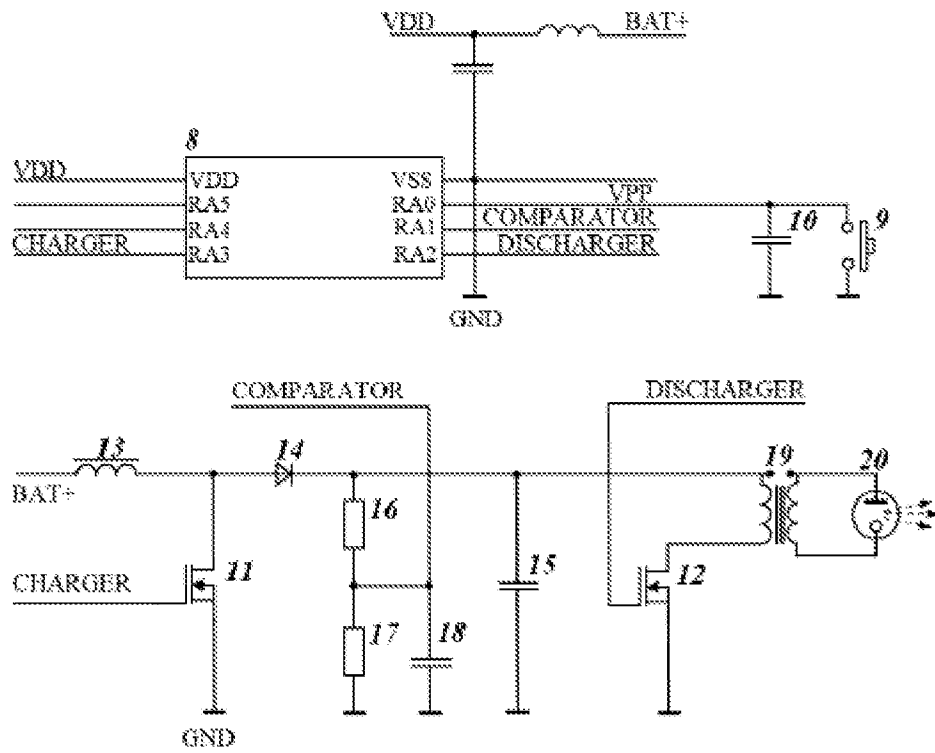 VDD BAT+
8
VDD VDD VSS
VPP
RA5 RA0
COMPARATOR
RA4 RA1
CHARGER DISCHARGER
RA3 RA2
10 9
GND
COMPARATOR DISCHARGER
13 14 19 20
BAT+
16
11 15 12
CHARGER
17 18
GND